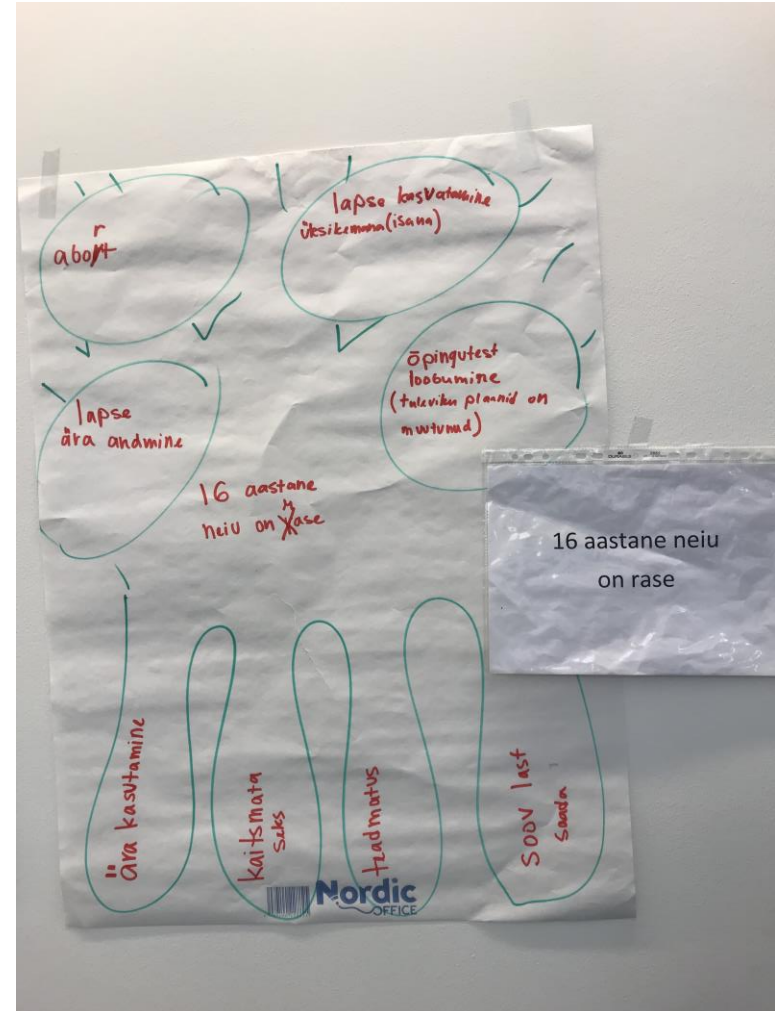 abort
lapse kasvatamine
üksikemana (isana)
õpingutest
loobumine
(tuleviku plaanid on
muutunud)
lapse
ära andmine
16 aastane
neiu on rase
16 aastane neiu
on rase
ära kasutamine
kaitsmata
seks
teadmatus
soov last
saada
Nordic
OFFICE